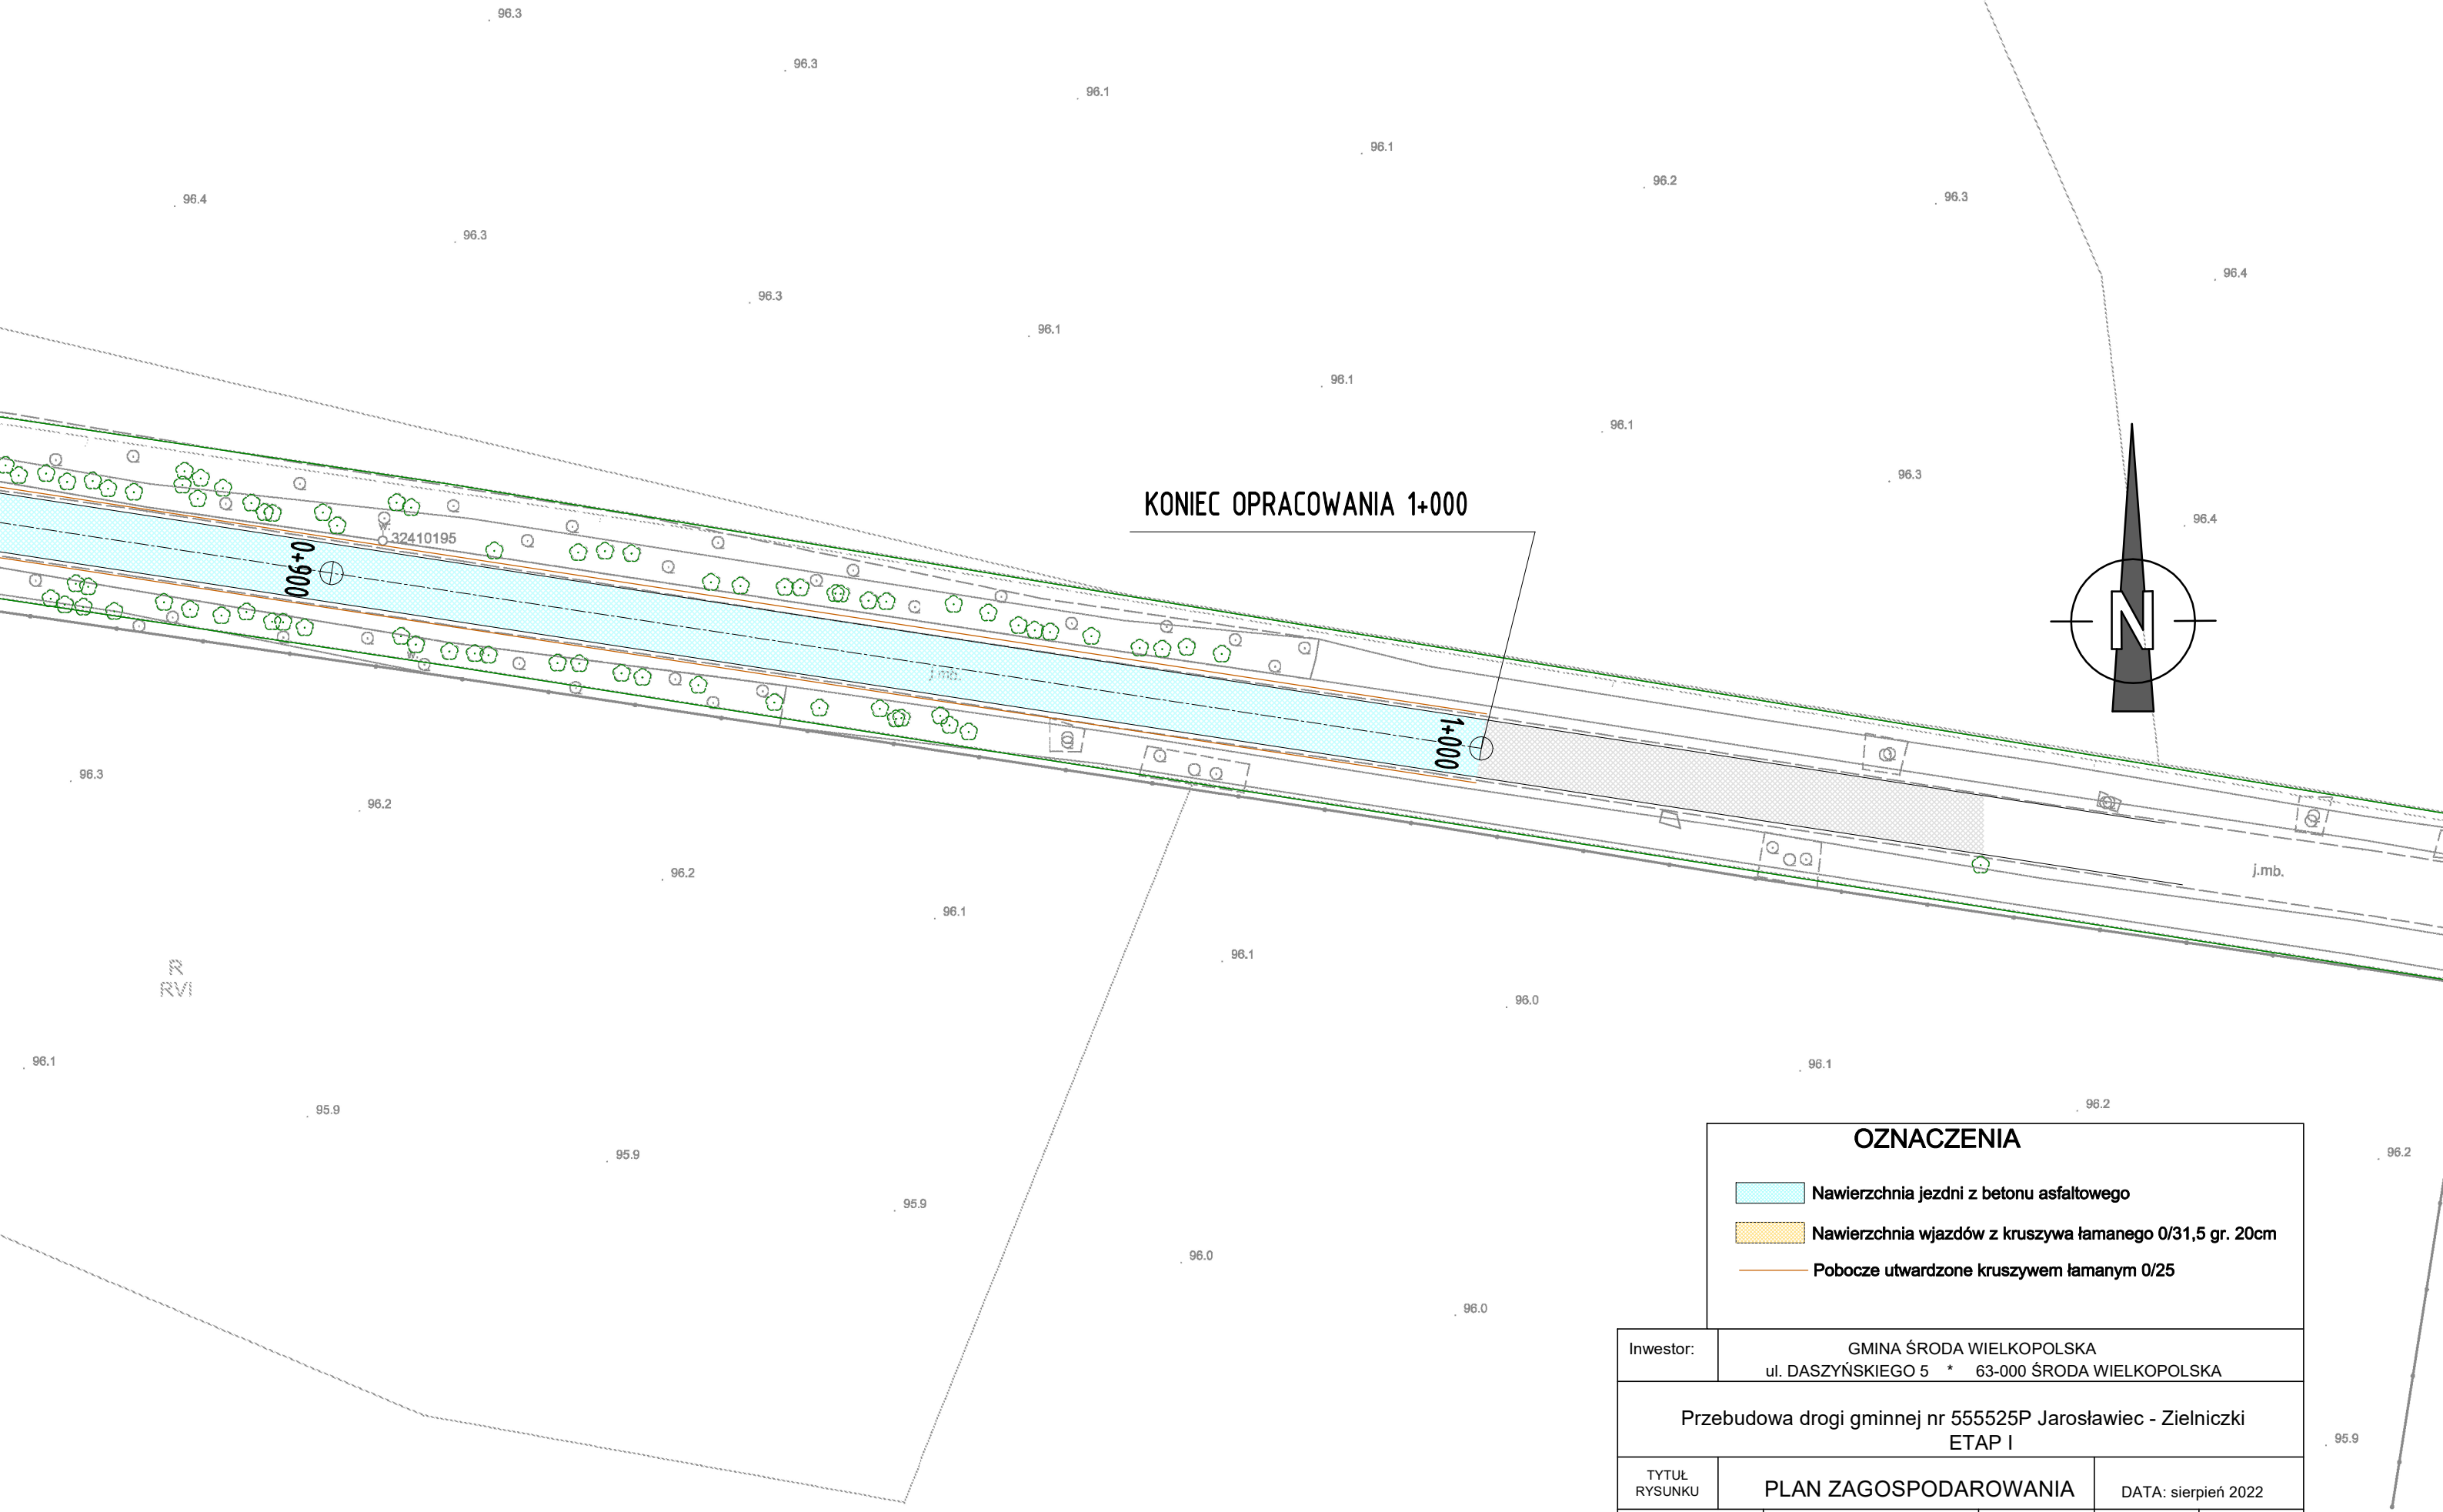 96.3
96.3
96.1
96.1
96.2
96.3
96.4
96.3
96.4
96.3
96.1
96.1
96.1
96.3
96.4
KONIEC OPRACOWANIA 1+000
N
w.
32410195
0+900
w.
j.mb.
1+000
j.mb.
96.3
96.2
96.2
96.1
96.1
96.0
96.1
96.2
96.2
R
RVI
96.1
95.9
95.9
95.9
96.0
96.0
95.9
OZNACZENIA
Nawierzchnia jezdni z betonu asfaltowego
Nawierzchnia wjazdów z kruszywa łamanego 0/31,5 gr. 20cm
Pobocze utwardzone kruszywem łamanym 0/25
Inwestor:
GMINA ŚRODA WIELKOPOLSKA
ul. DASZYŃSKIEGO 5 * 63-000 ŚRODA WIELKOPOLSKA
Przebudowa drogi gminnej nr 555525P Jarosławiec - Zielniczki
ETAP I
TYTUŁ
RYSUNKU
PLAN ZAGOSPODAROWANIA
DATA: sierpień 2022